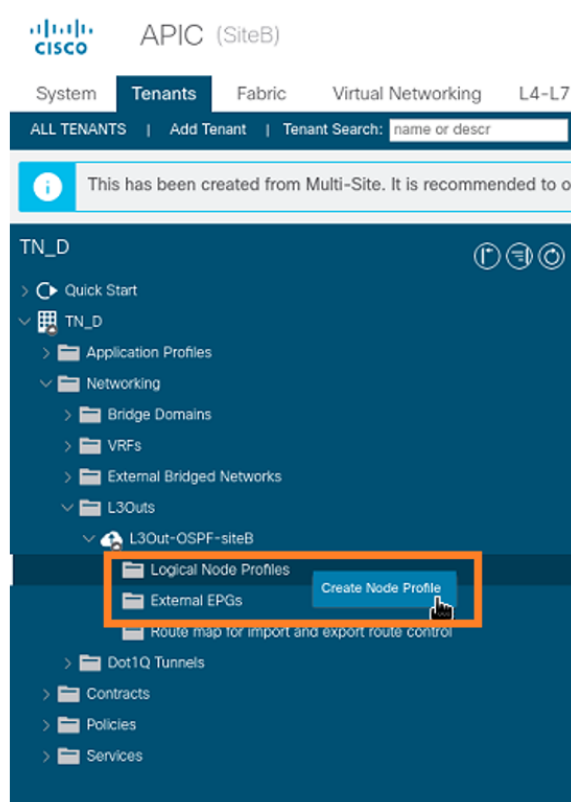 CISCO
APIC (SiteB)
System Tenants Fabric Virtual Networking L4-L7
ALL TENANTS | Add Tenant | Tenant Search: name or descr
This has been created from Multi-Site. It is recommended to o
TN_D
Quick Start
TN_D
Application Profiles
Networking
Bridge Domains
VRFs
External Bridged Networks
L3Outs
L3Out-OSPF-siteB
Logical Node Profiles
Create Node Profile
External EPGs
Route map for import and export route control
Dot1Q Tunnels
Contracts
Policies
Services